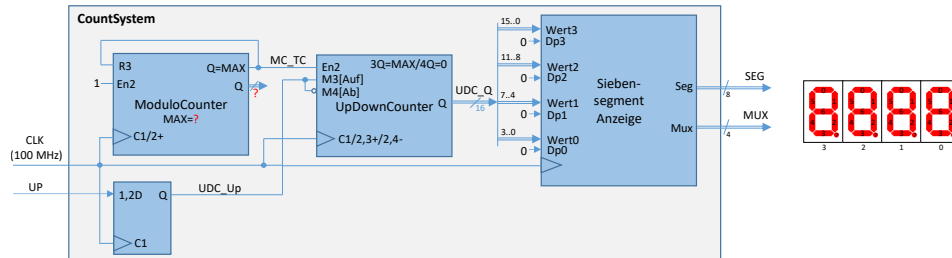 CountSystem
R3
Q=MAX
1
En2
Q
?
ModuloCounter
MAX=?
C1/2+
MC_TC
En2
3Q=MAX/4Q=0
M3[Auf]
M4[Ab]
Q
UpDownCounter
C1/2,3+/2,4-
UDC_Q
16
15..0
Wert3
0
Dp3
11..8
Wert2
0
Dp2
7..4
Wert1
0
Dp1
3..0
Wert0
0
Dp0
Sieben-
segment
Anzeige
Seg
Mux
SEG
8
MUX
4
CLK
(100 MHz)
UP
1,2D
Q
C1
UDC_Up
3
2
1
0